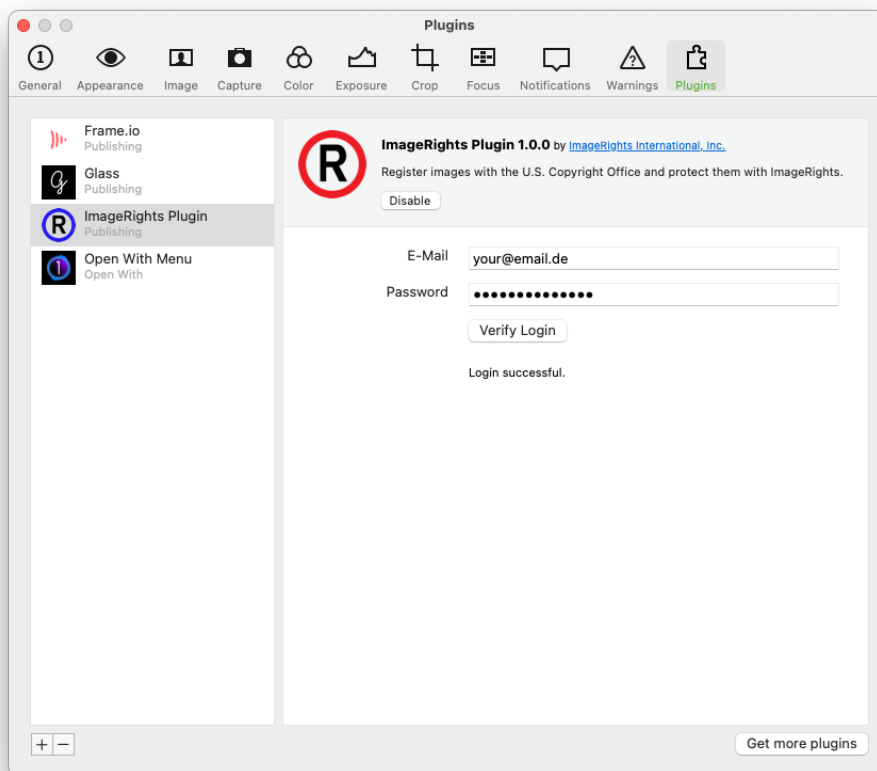 Plugins
1
General Appearance Image Capture Color Exposure Crop Focus Notifications Warnings Plugins
Frame.io
Publishing
Glass
Publishing
R
ImageRights Plugin
Publishing
1
Open With Menu
Open With
R
ImageRights Plugin 1.0.0 by ImageRights International, Inc.
Register images with the U.S. Copyright Office and protect them with ImageRights.
Disable
E-Mail your@email.de
Password ●●●●●●●●●●●●●●
Verify Login
Login successful.
+ −
Get more plugins